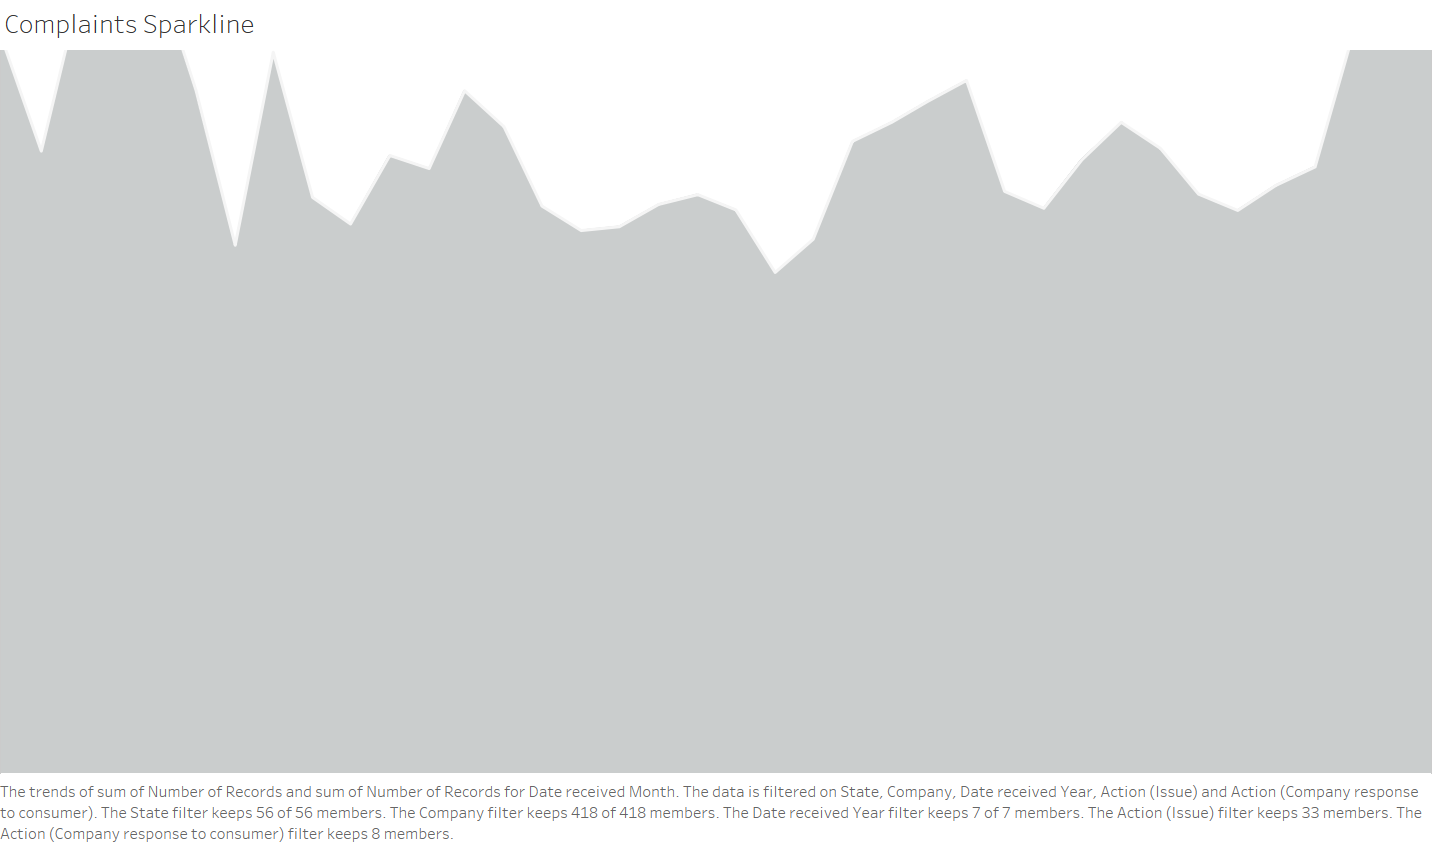 Complaints Sparkline
The trends of sum of Number of Records and sum of Number of Records for Date received Month. The data is filtered on State, Company, Date received Year, Action (Issue) and Action (Company response
to consumer). The State filter keeps 56 of 56 members. The Company filter keeps 418 of 418 members. The Date received Year filter keeps 7 of 7 members. The Action (Issue) filter keeps 33 members. The
Action (Company response to consumer) filter keeps 8 members.